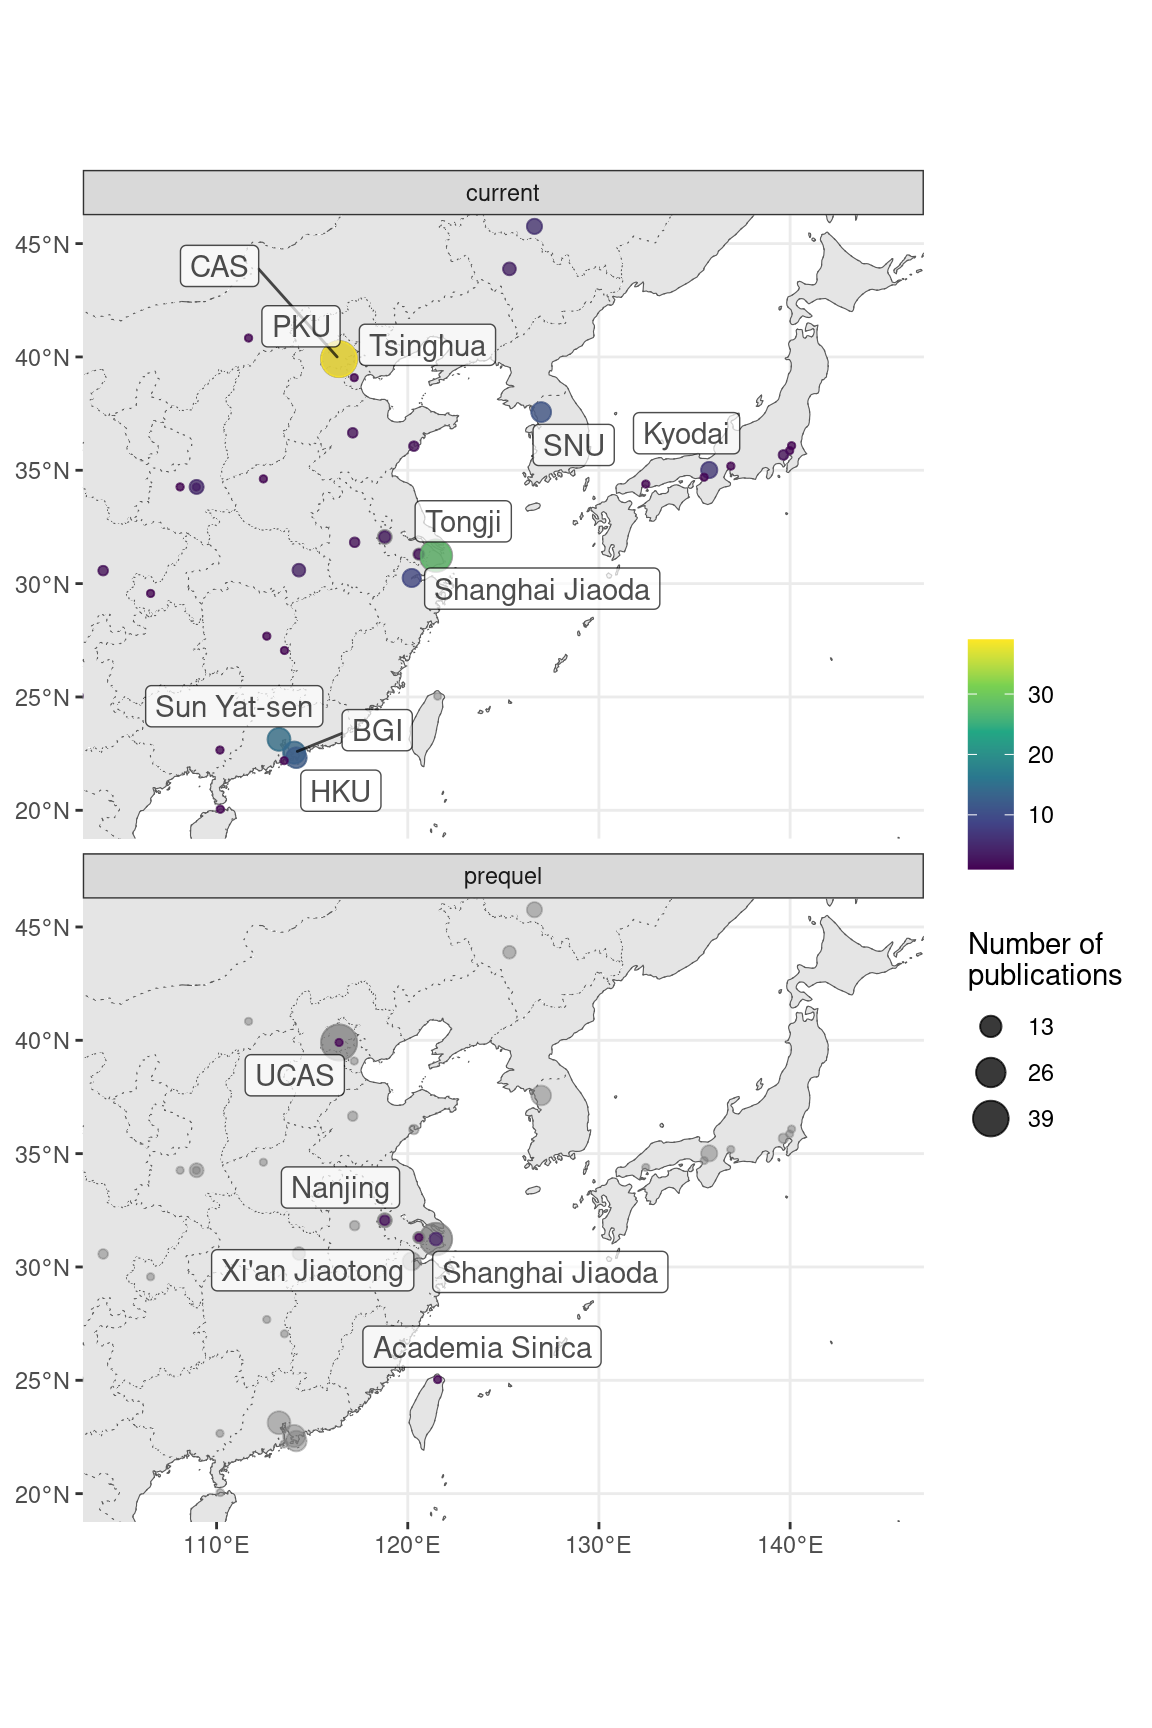 current
45°N
40°N
35°N
30°N
25°N
20°N
CAS
PKU
Tsinghua
SNU
Kyodai
Tongji
Shanghai Jiaoda
Sun Yat-sen
BGI
HKU
prequel
45°N
40°N
35°N
30°N
25°N
20°N
UCAS
Nanjing
Xi'an Jiaotong
Shanghai Jiaoda
Academia Sinica
110°E
120°E
130°E
140°E
30
20
10
Number of
publications
13
26
39